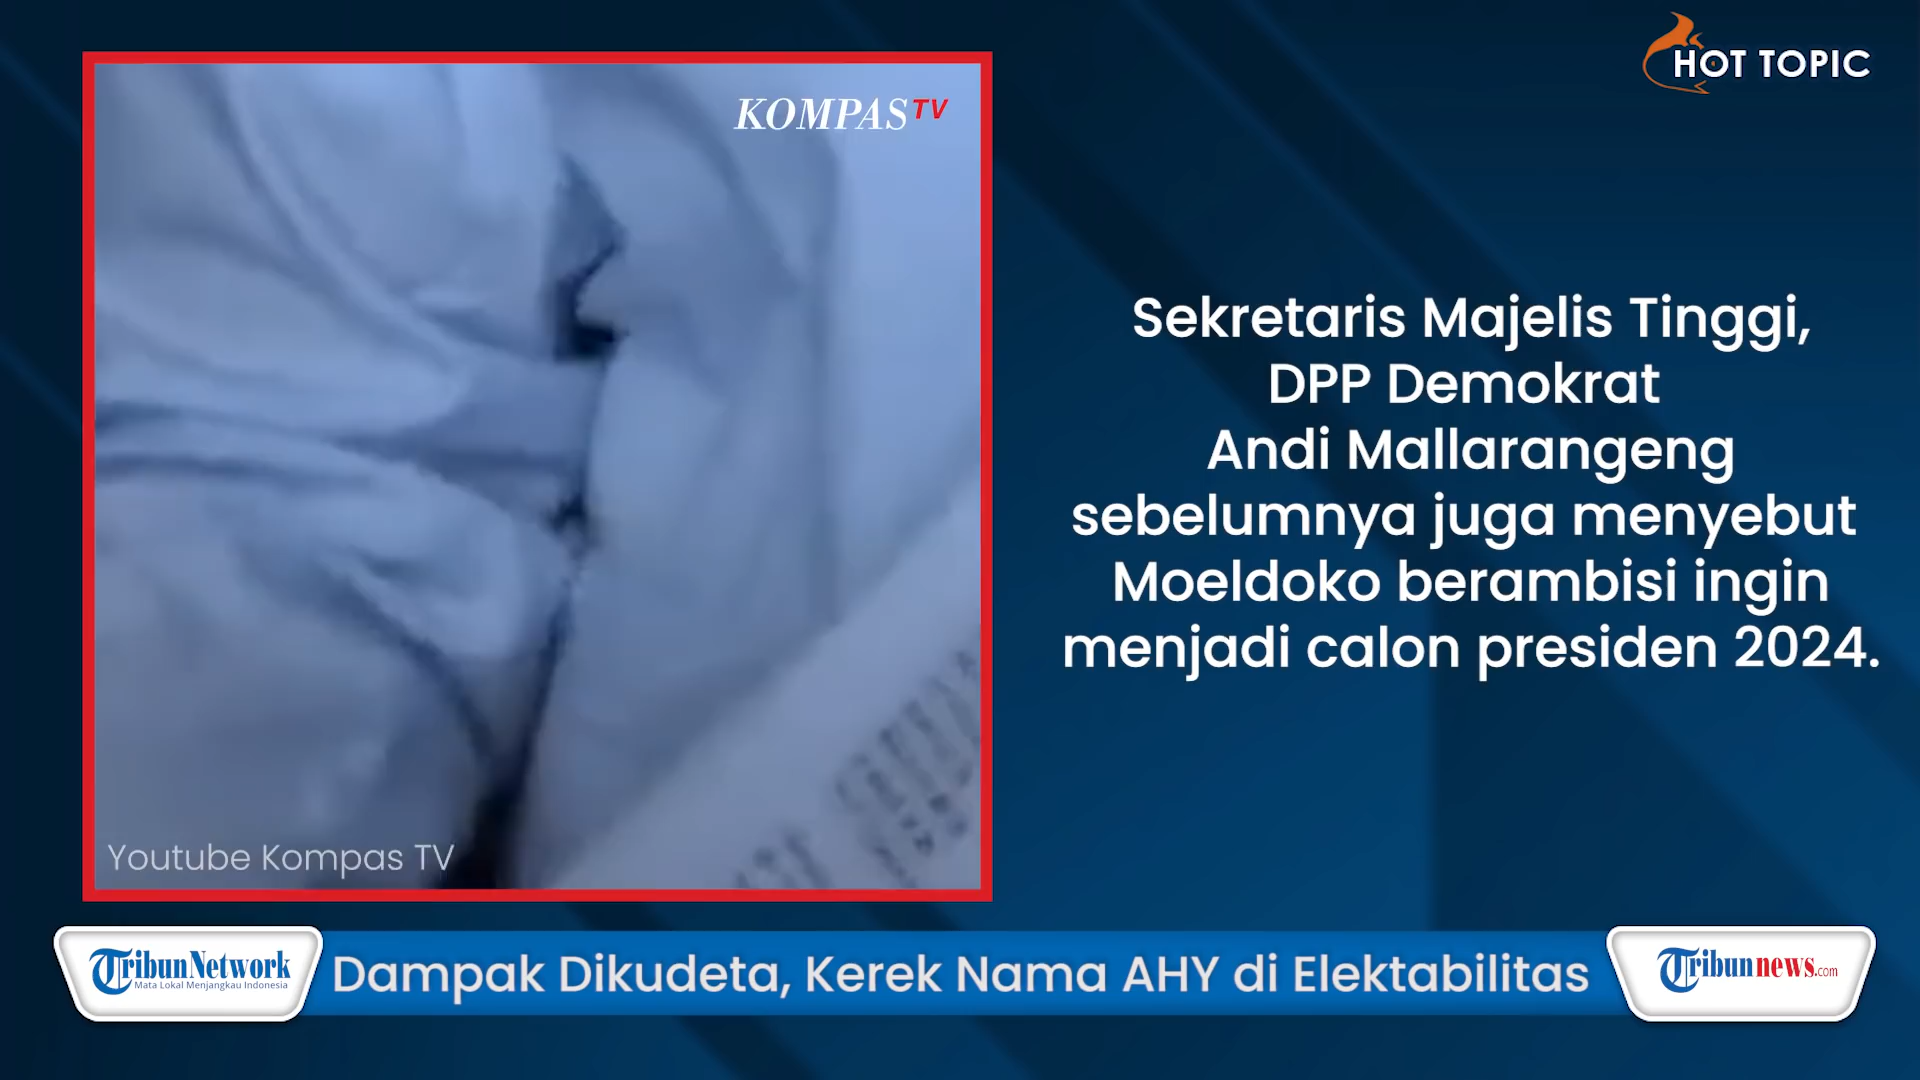 HOT TOPIC
KOMPAS TV
Sekretaris Majelis Tinggi,
DPP Demokrat
Andi Mallarangeng
sebelumnya juga menyebut
Moeldoko berambisi ingin
menjadi calon presiden 2024.
Youtube Kompas TV
TribunNetwork
Mata Lokal Menjangkau Indonesia
Dampak Dikudeta, Kerek Nama AHY di Elektabilitas
Tribunnews.com